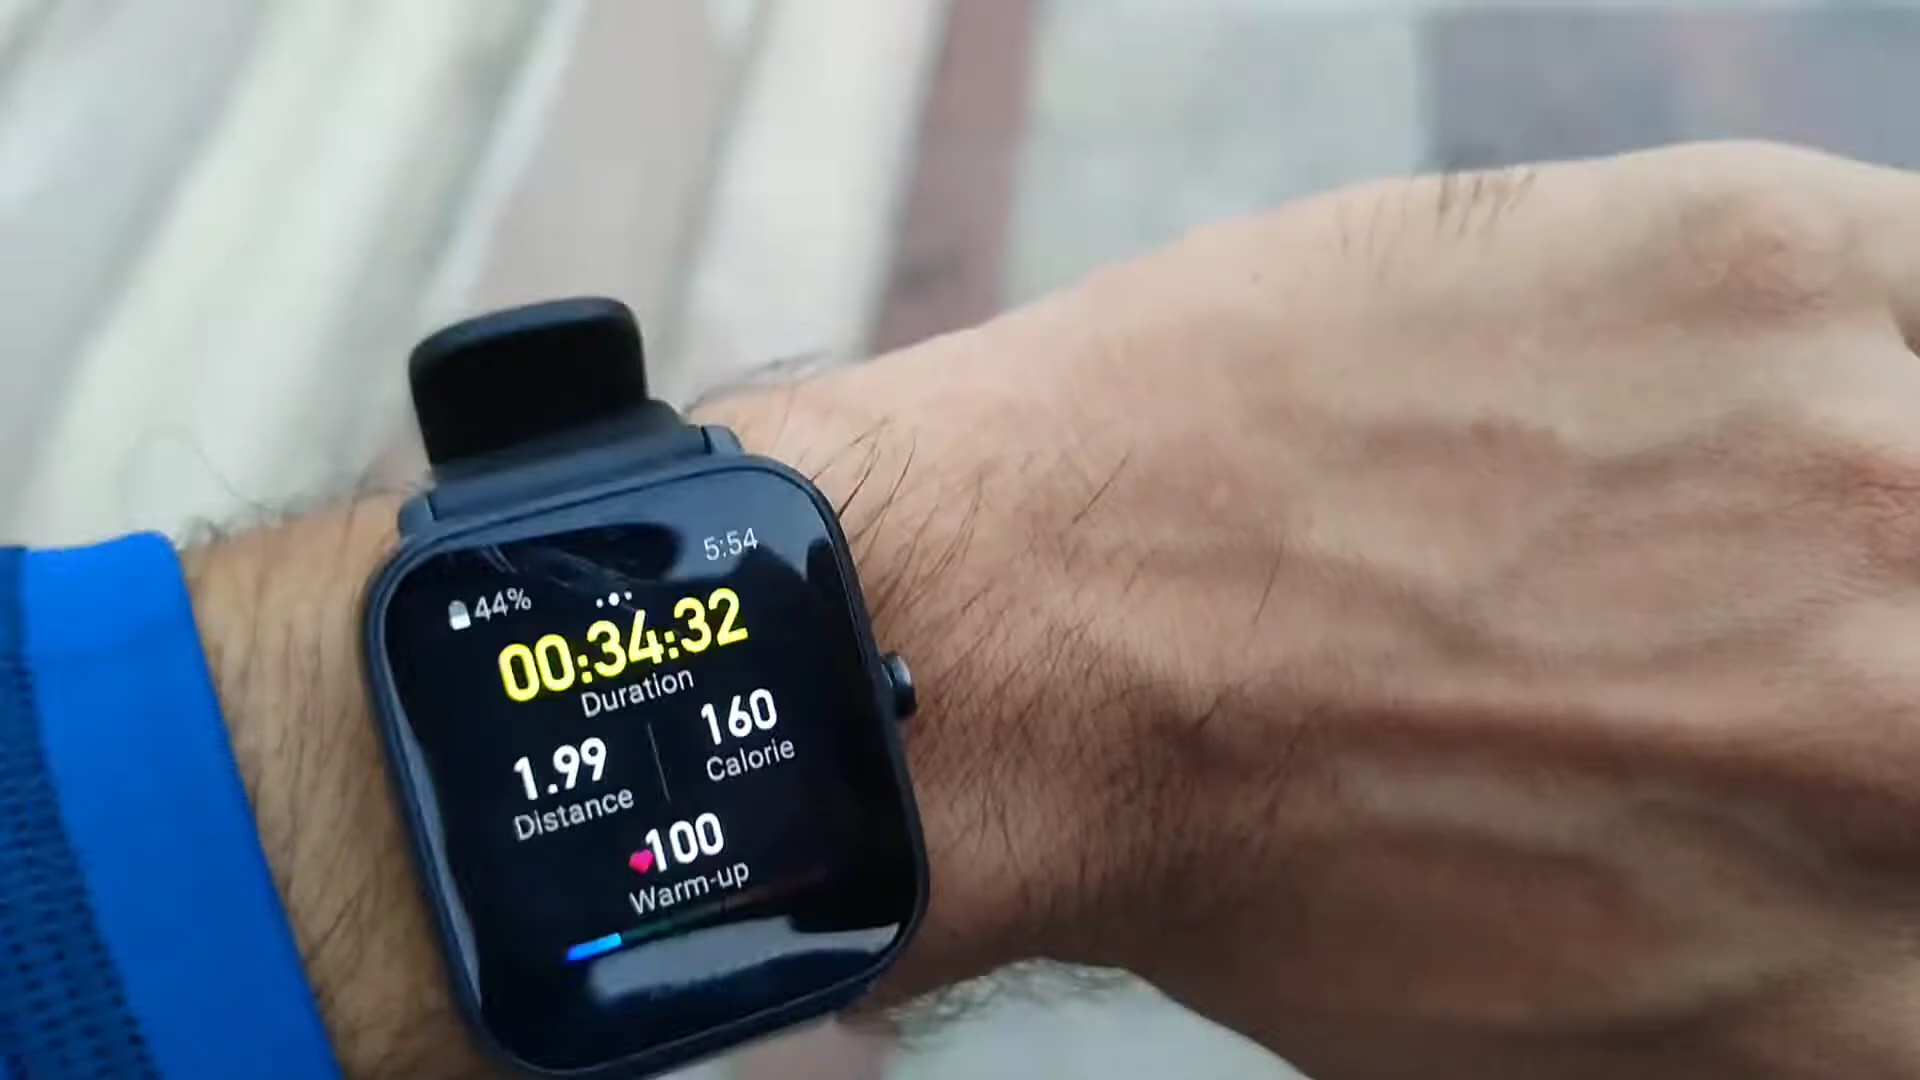 5:54
44%
00:34:32
Duration
1.99 160
Distance Calorie
100
Warm-up